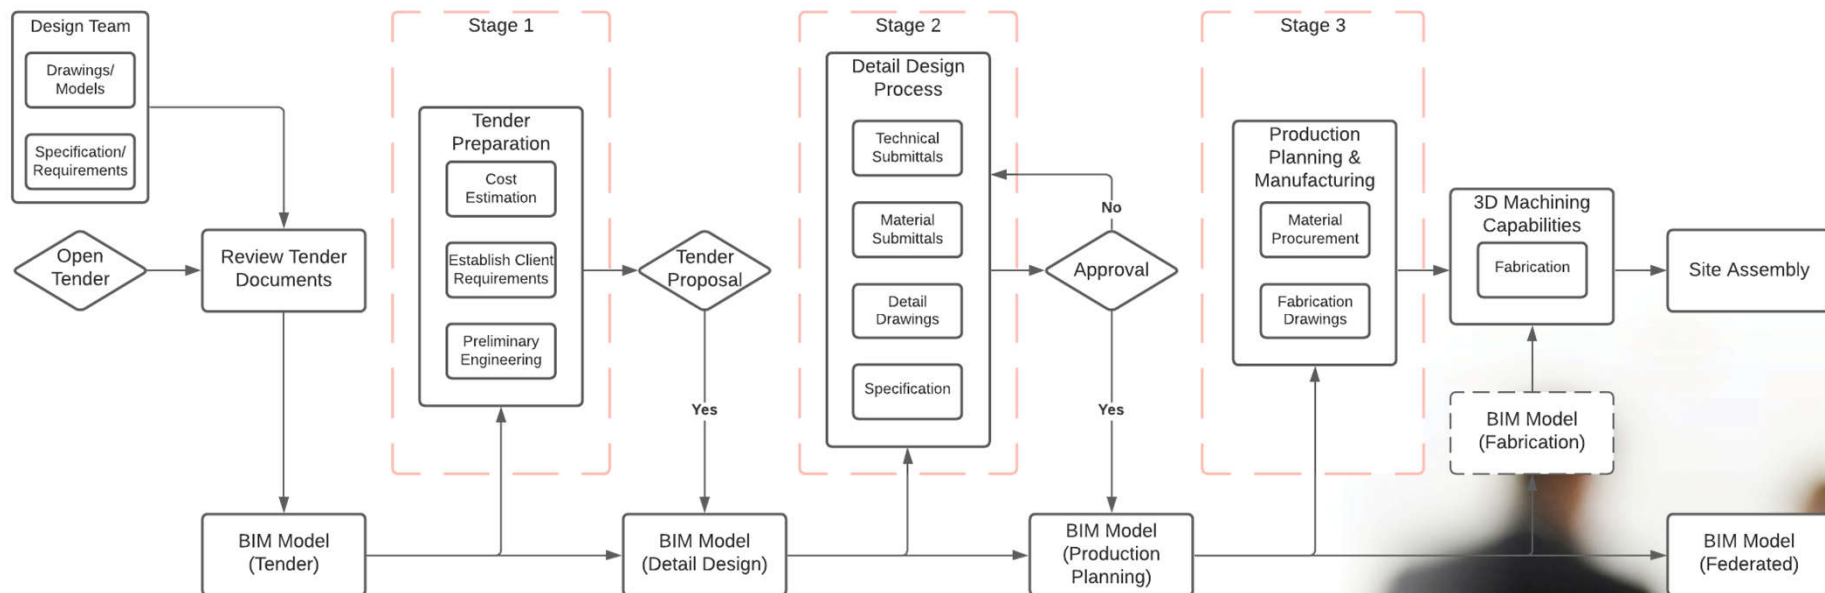 Design Team
Drawings/
Models
Specification/
Requirements
Open
Tender
Review Tender
Documents
BIM Model
(Tender)
Stage 1
Tender
Preparation
Cost
Estimation
Establish Client
Requirements
Preliminary
Engineering
Tender
Proposal
Yes
BIM Model
(Detail Design)
Stage 2
Detail Design
Process
Technical
Submittals
Material
Submittals
Detail
Drawings
Specification
No
Approval
Yes
BIM Model
(Production
Planning)
Stage 3
Production
Planning &
Manufacturing
Material
Procurement
Fabrication
Drawings
3D Machining
Capabilities
Fabrication
BIM Model
(Fabrication)
Site Assembly
BIM Model
(Federated)